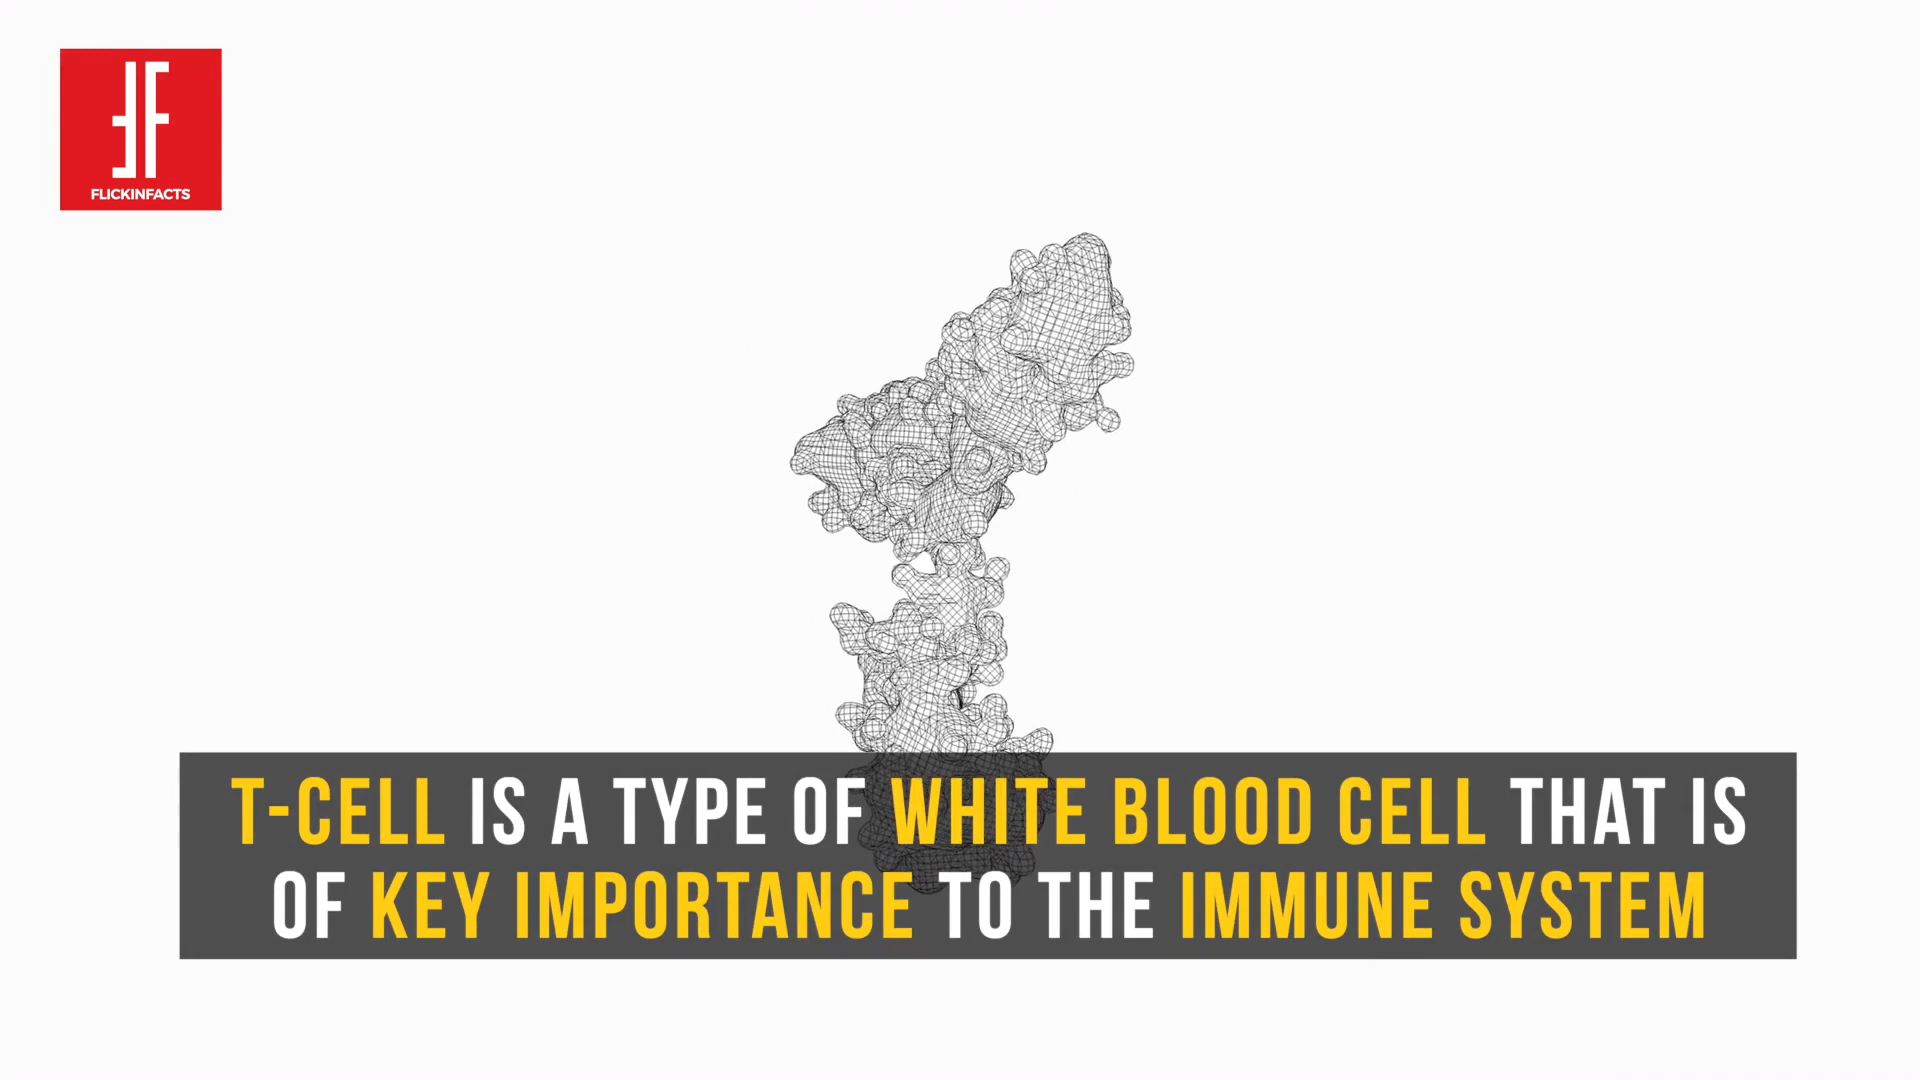 FLICKINFACTS
T-CELL IS A TYPE OF WHITE BLOOD CELL THAT IS
OF KEY IMPORTANCE TO THE IMMUNE SYSTEM